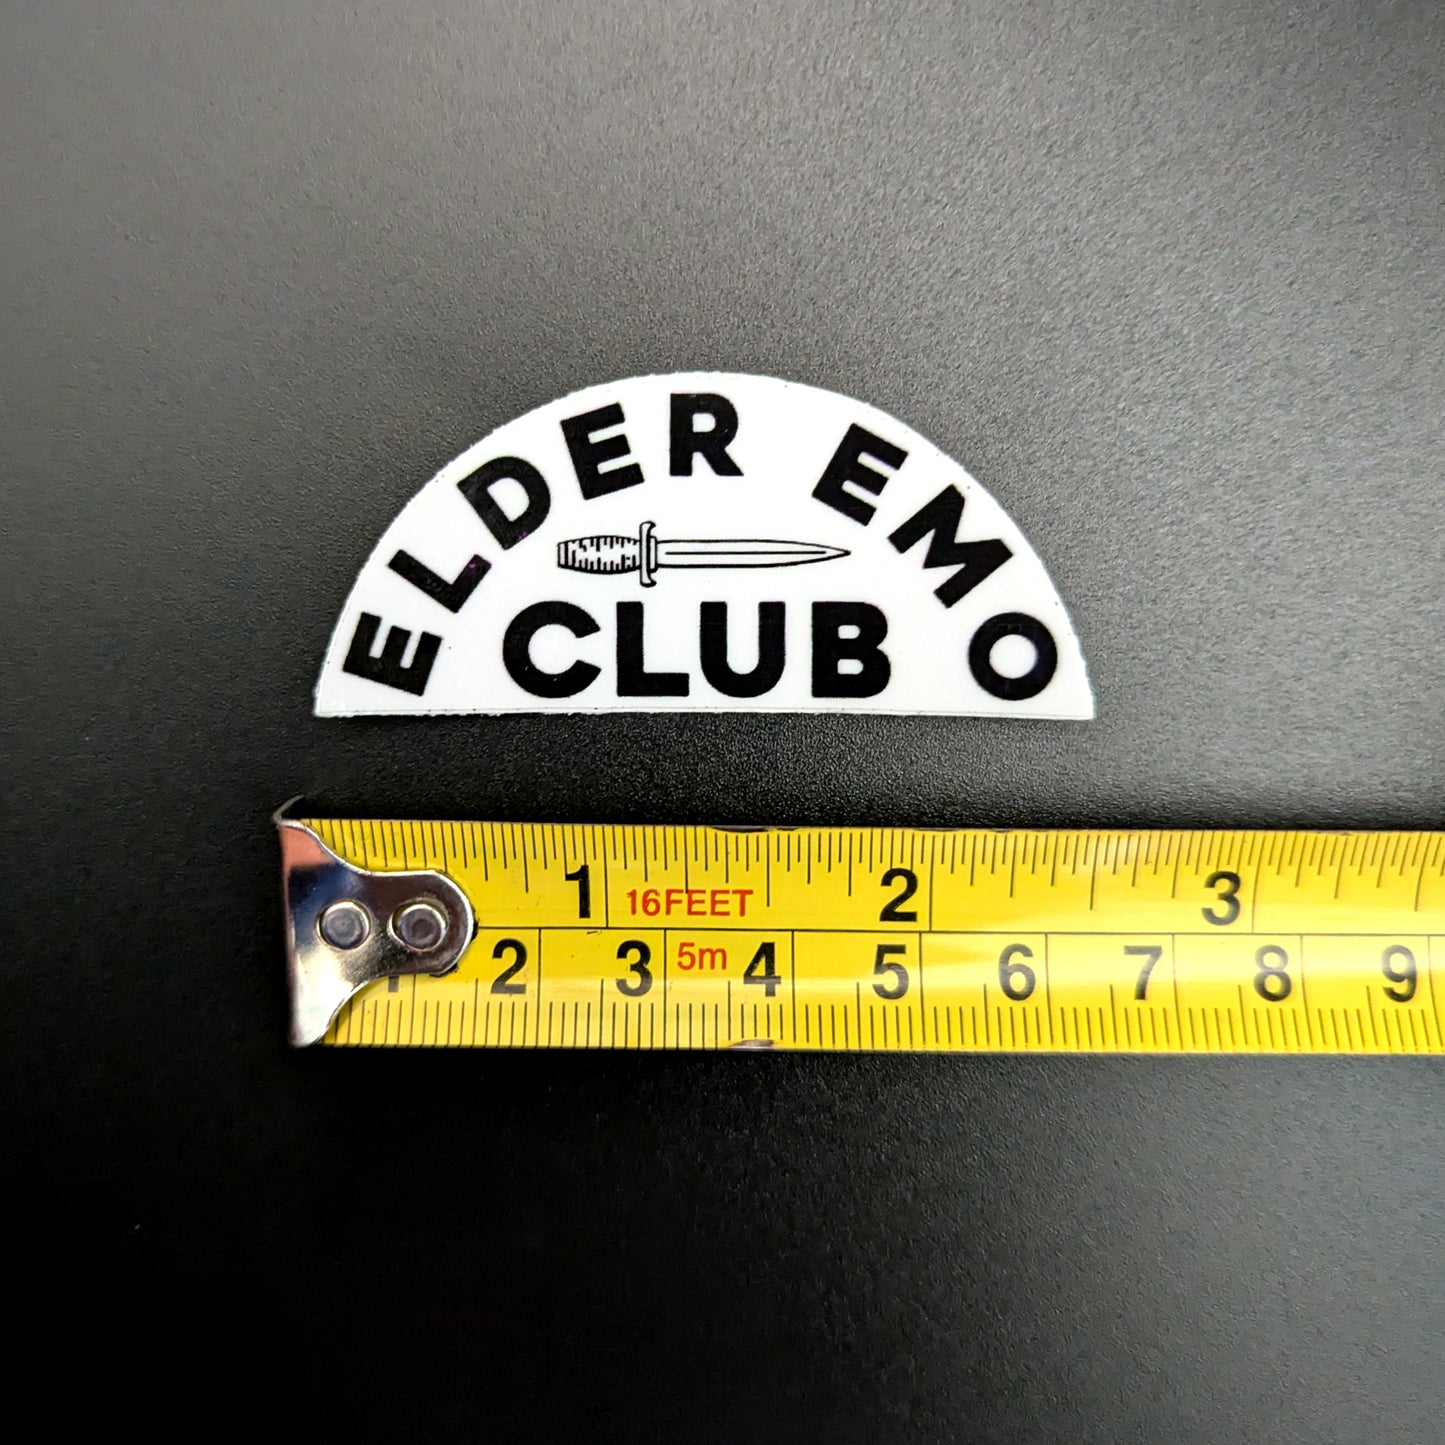 ELDER EMO
CLUB
1 16FEET 2 3
2 3 5m 4 5 6 7 8 9